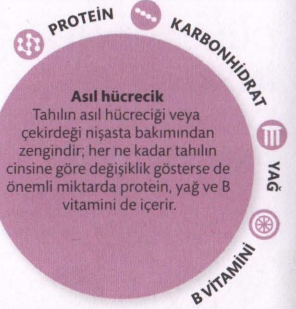 PROTEİN
KARBONHİDRAT
YAĞ
B VİTAMİNİ
Asıl hücrecik
Tahılın asıl hücreciği veya
çekirdeği nişasta bakımından
zengindir; her ne kadar tahılın
cinsine göre değişiklik gösterse de
önemli miktarda protein, yağ ve B
vitamini de içerir.